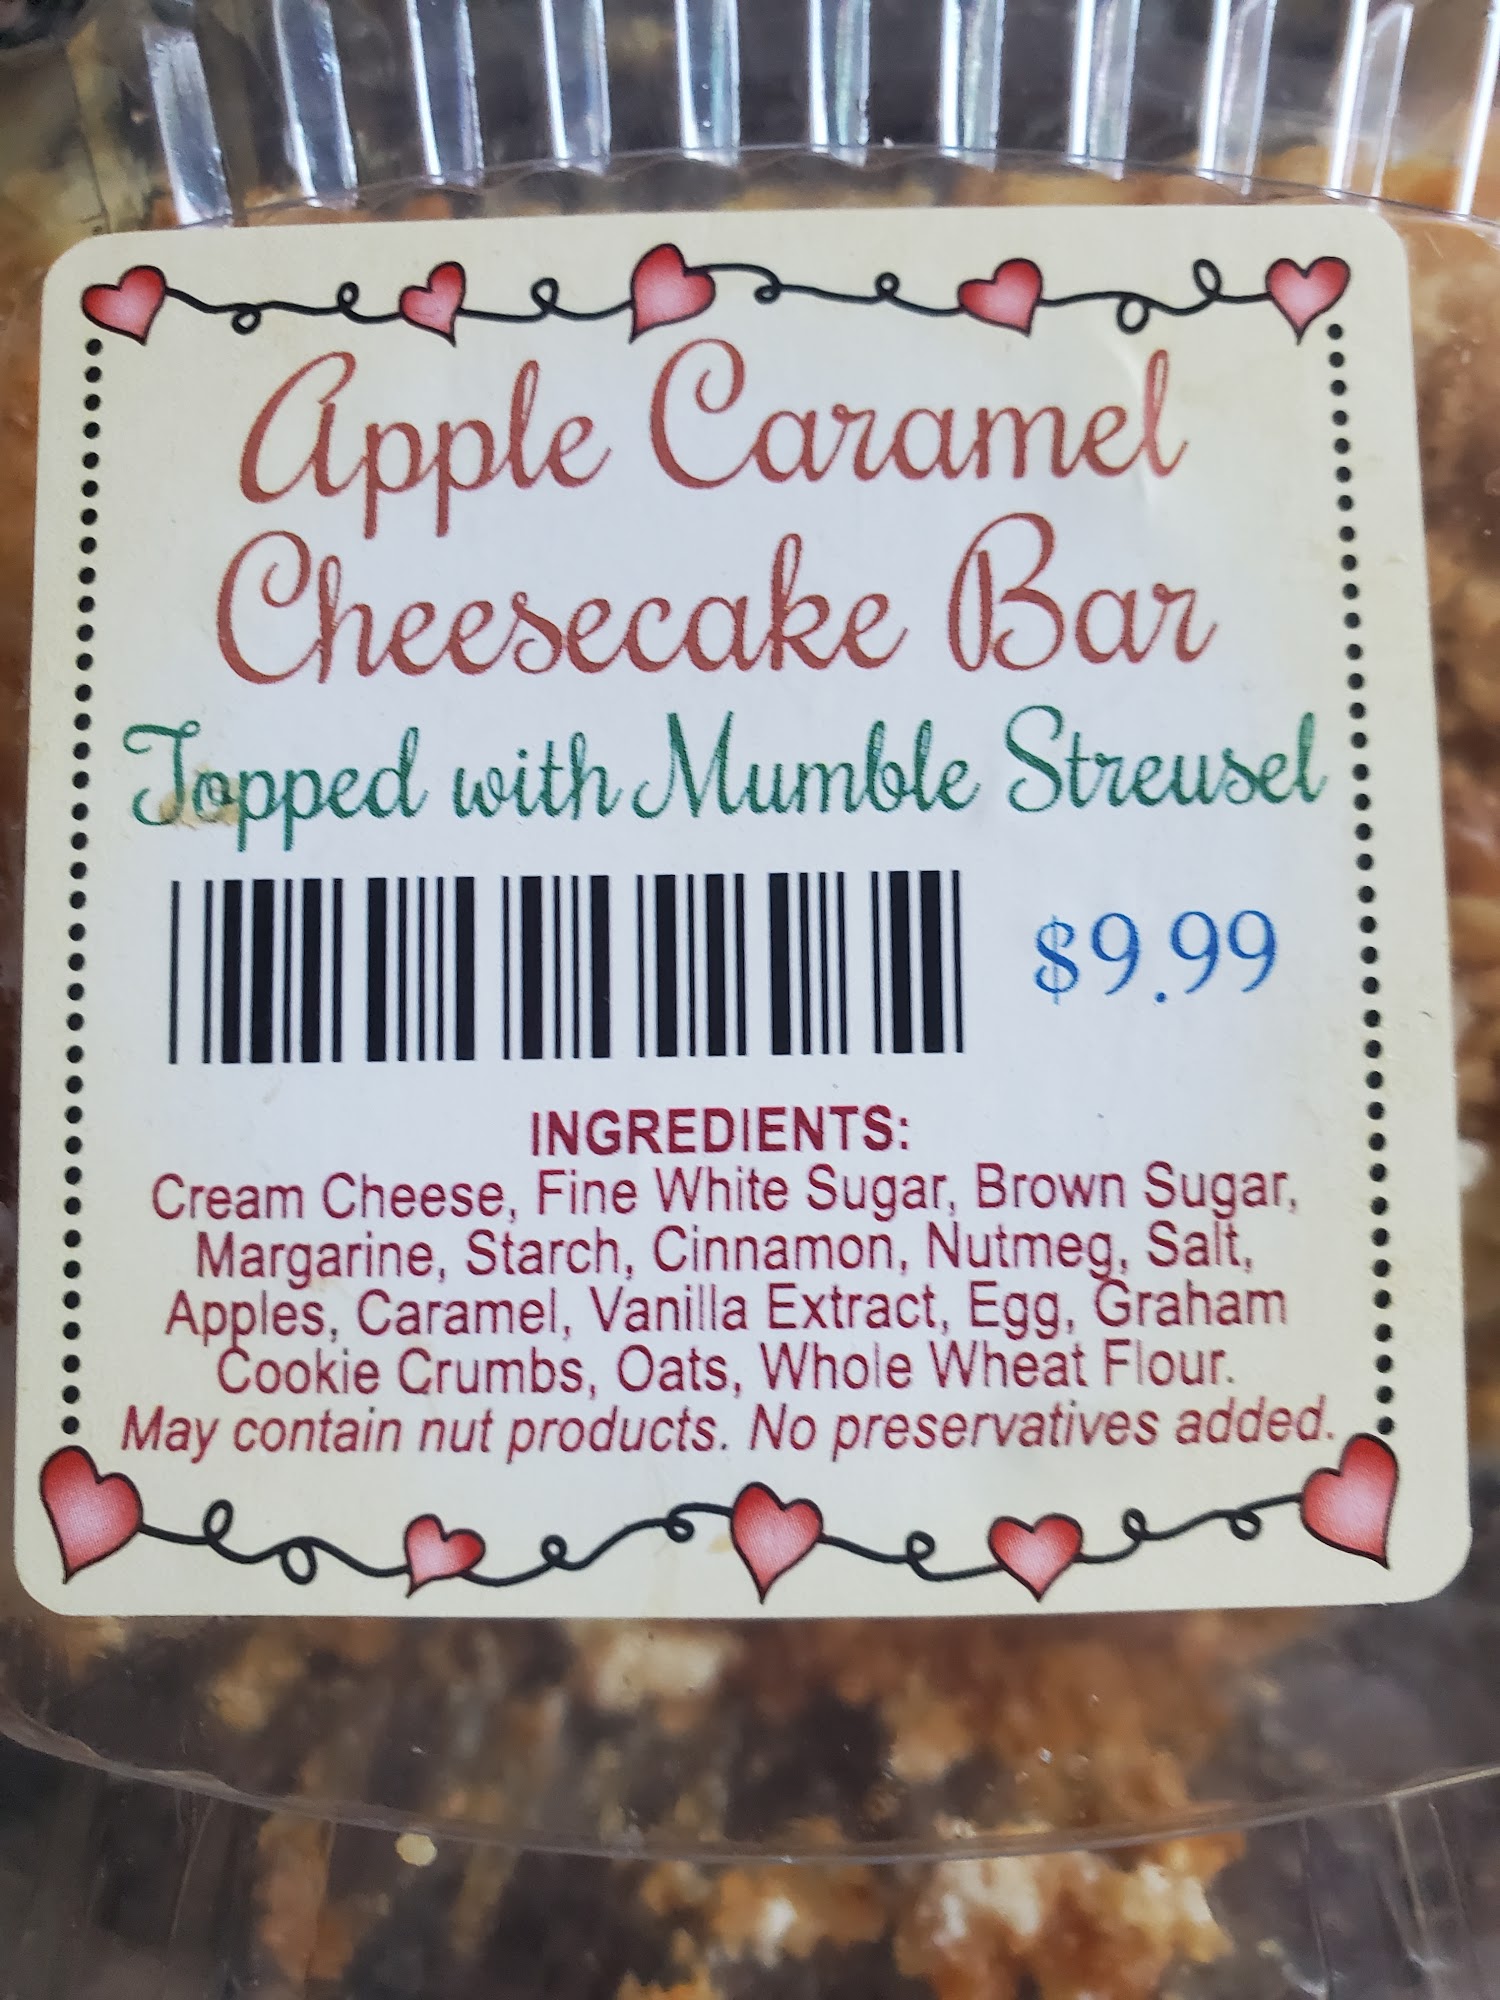 Apple Caramel
Cheesecake Bar
Topped with Mumble Streusel
$9.99
INGREDIENTS:
Cream Cheese, Fine White Sugar, Brown Sugar,
Margarine, Starch, Cinnamon, Nutmeg, Salt,
Apples, Caramel, Vanilla Extract, Egg, Graham
Cookie Crumbs, Oats, Whole Wheat Flour.
May contain nut products. No preservatives added.